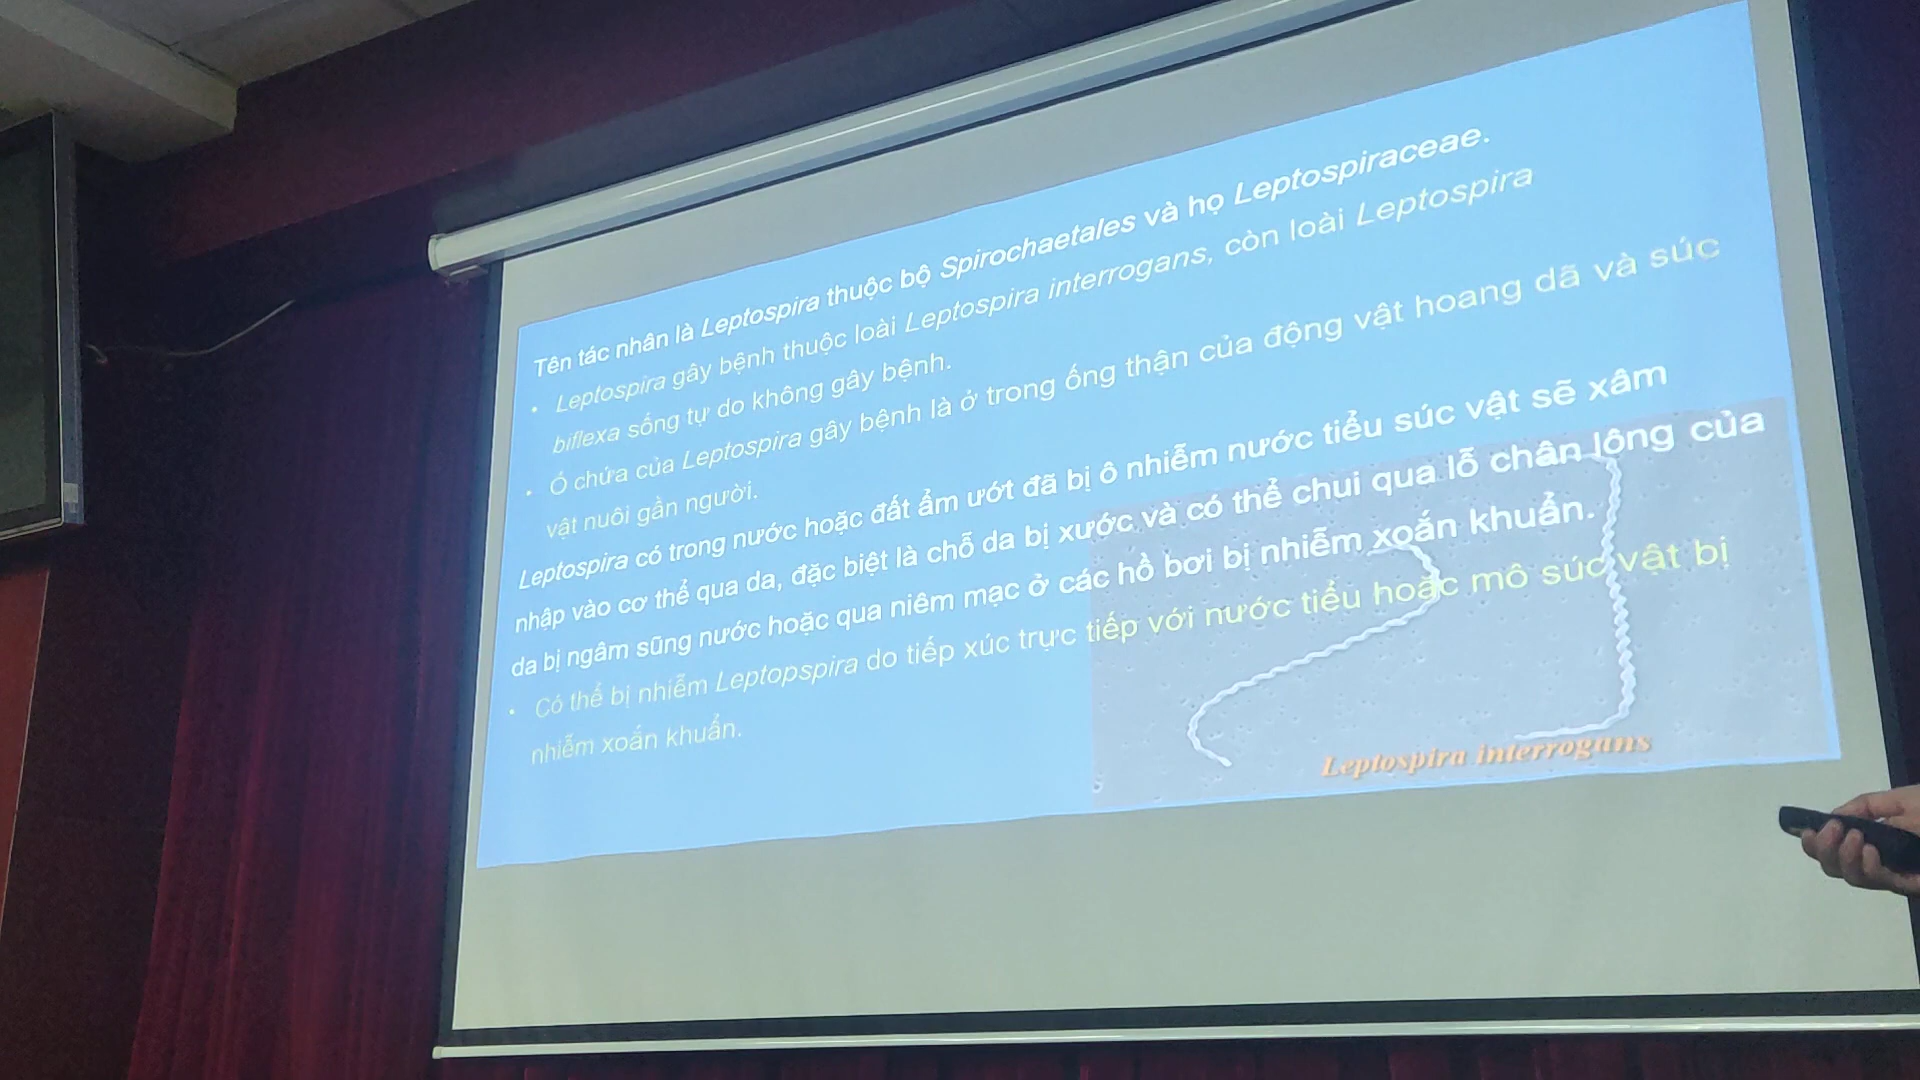 Tên tác nhân là Leptospira thuộc bộ Spirochaetales và họ Leptospiraceae.
• Leptospira gây bệnh thuộc loài Leptospira interrogans, còn loài Leptospira
biflexa sống tự do không gây bệnh.
• Ổ chứa của Leptospira gây bệnh là ở trong ống thận của động vật hoang dã và súc
vật nuôi gần người.
Leptospira có trong nước hoặc đất ẩm ướt đã bị ô nhiễm nước tiểu súc vật sẽ xâm
nhập vào cơ thể qua da, đặc biệt là chỗ da bị xước và có thể chui qua lỗ chân lông của
da bị ngâm sũng nước hoặc qua niêm mạc ở các hồ bơi bị nhiễm xoắn khuẩn.
• Có thể bị nhiễm Leptopspira do tiếp xúc trực tiếp với nước tiểu hoặc mô súc vật bị
nhiễm xoắn khuẩn.
Leptospira interrogans